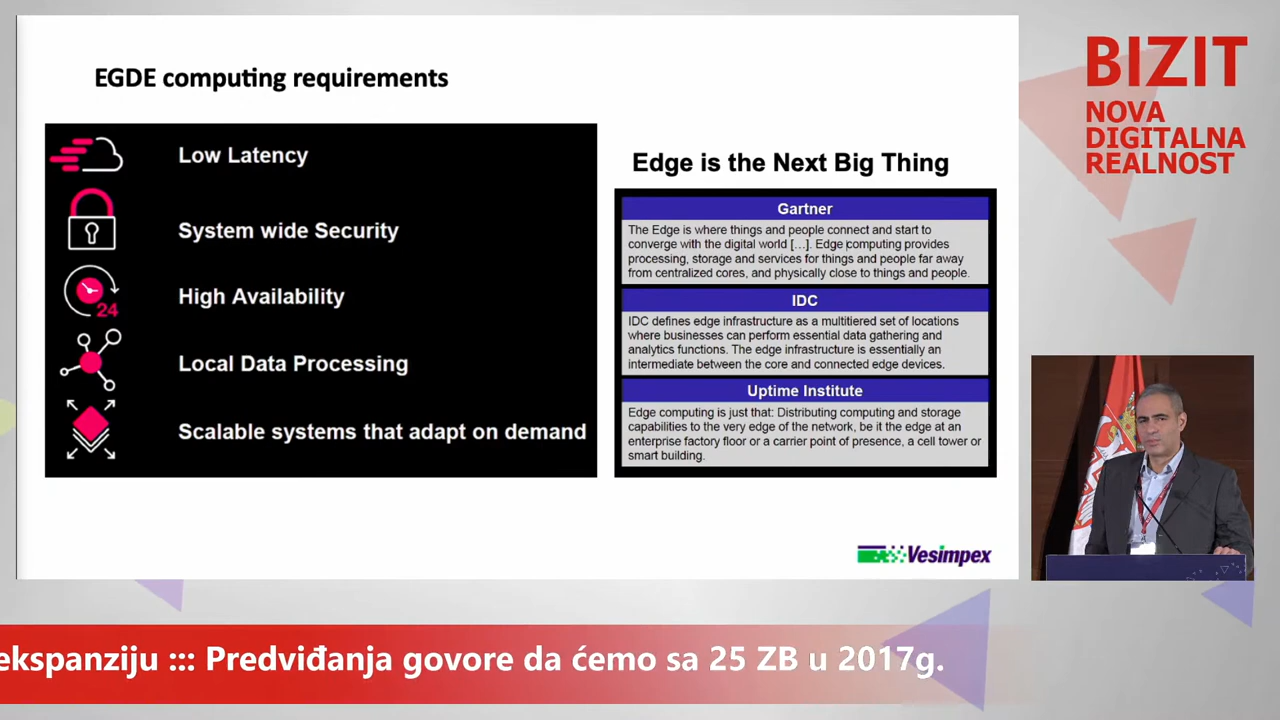 EGDE computing requirements
Low Latency
System wide Security
High Availability
24
Local Data Processing
Scalable systems that adapt on demand
Edge is the Next Big Thing
Gartner
The Edge is where things and people connect and start to
converge with the digital world […]. Edge computing provides
processing, storage and services for things and people far away
from centralized cores, and physically close to things and people.
IDC
IDC defines edge infrastructure as a multitiered set of locations
where businesses can perform essential data gathering and
analytics functions. The edge infrastructure is essentially an
intermediate between the core and connected edge devices.
Uptime Institute
Edge computing is just that: Distributing computing and storage
capabilities to the very edge of the network, be it the edge at an
enterprise factory floor or a carrier point of presence, a cell tower or
smart building.
Vesimpex
BIZIT
NOVA
DIGITALNA
REALNOST
ekspanziju ::: Predviđanja govore da ćemo sa 25 ZB u 2017g.